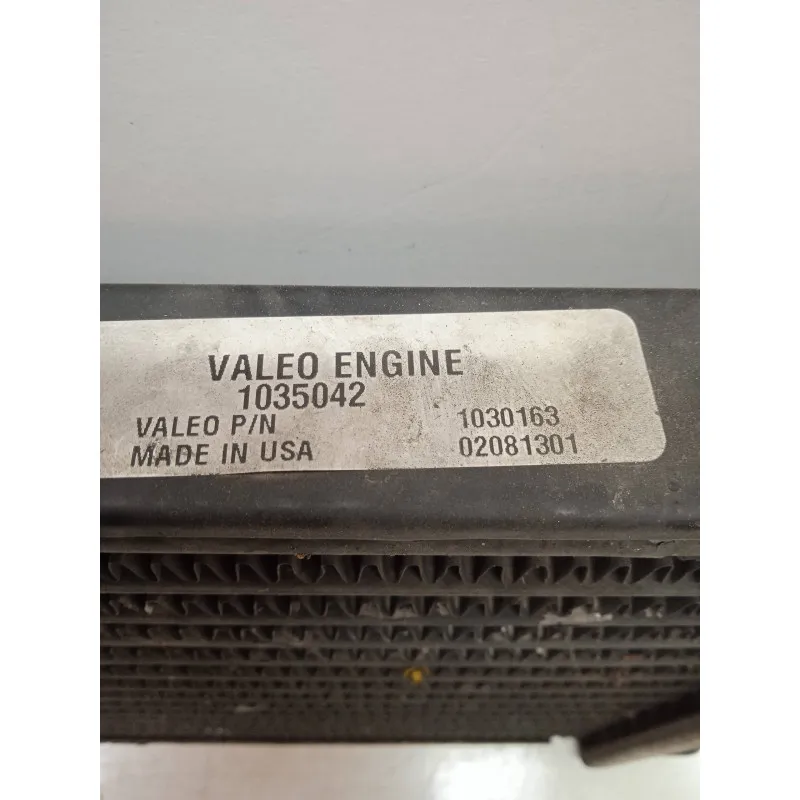 VALEO ENGINE
1035042
VALEO P/N 1030163
MADE IN USA 02081301